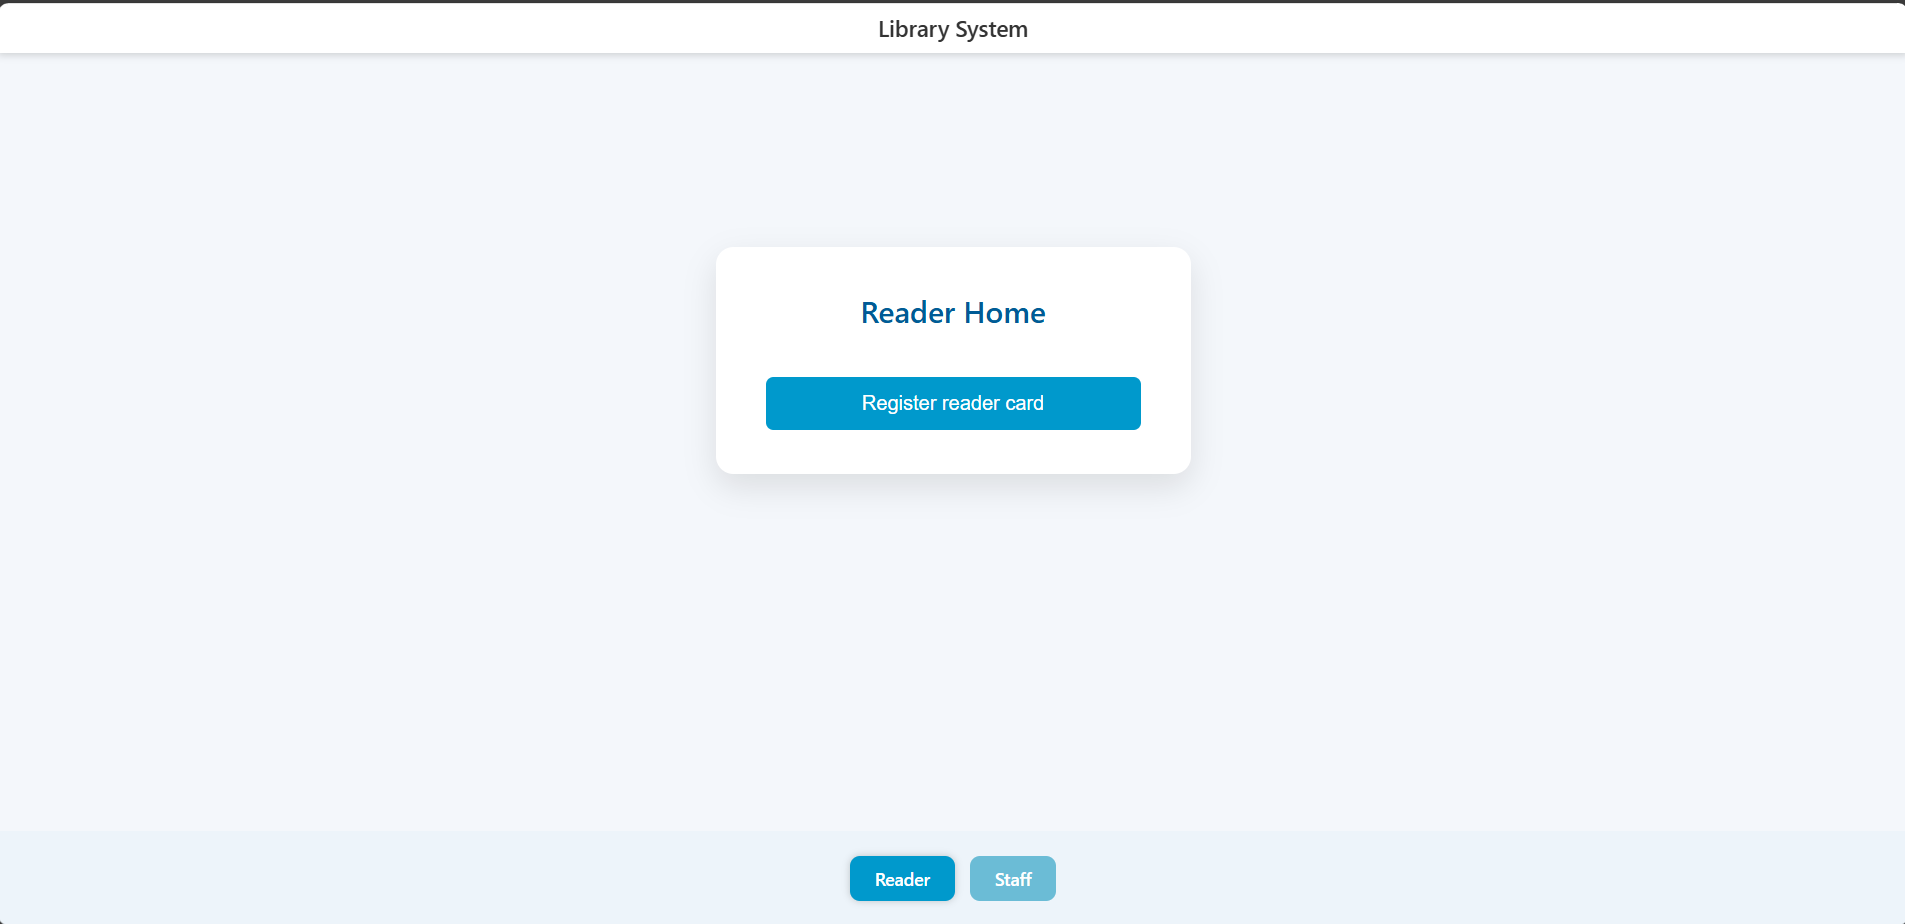 Library System
Reader Home
Register reader card
Reader Staff